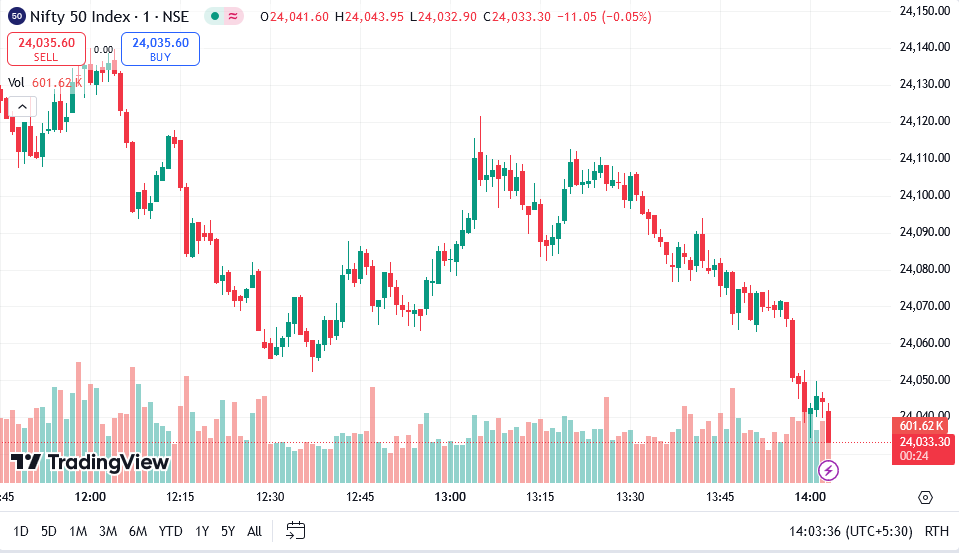 50 Nifty 50 Index · 1 · NSE ≈ O24,041.60 H24,043.95 L24,032.90 C24,033.30 −11.05 (−0.05%)
24,035.60 SELL
0.00
24,035.60 BUY
Vol 601.62 K
24,150.00
24,140.00
24,130.00
24,120.00
24,110.00
24,100.00
24,090.00
24,080.00
24,070.00
24,060.00
24,050.00
24,040.00
601.62 K
24,033.30
00:24
TradingView
:45 12:00 12:15 12:30 12:45 13:00 13:15 13:30 13:45 14:00
1D 5D 1M 3M 6M YTD 1Y 5Y All 14:03:36 (UTC+5:30) RTH